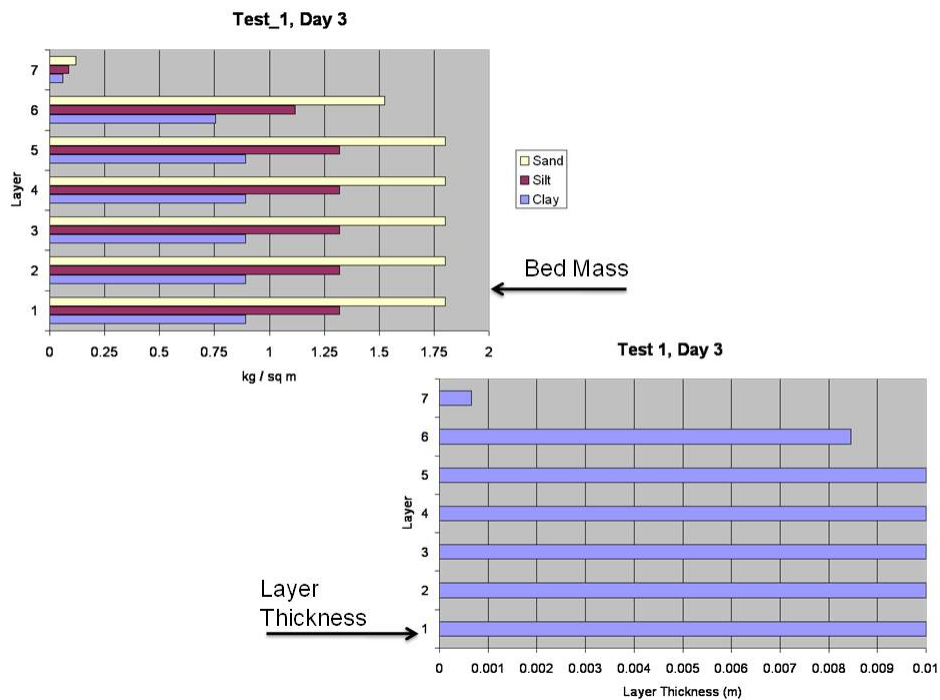 Test_1, Day 3
7
6
5
4
3
2
1
Layer
0 0.25 0.5 0.75 1 1.25 1.5 1.75 2
kg / sq m
Sand
Silt
Clay
Bed Mass
Test 1, Day 3
7
6
5
4
3
2
1
Layer
0 0.001 0.002 0.003 0.004 0.005 0.006 0.007 0.008 0.009 0.01
Layer Thickness (m)
Layer
Thickness